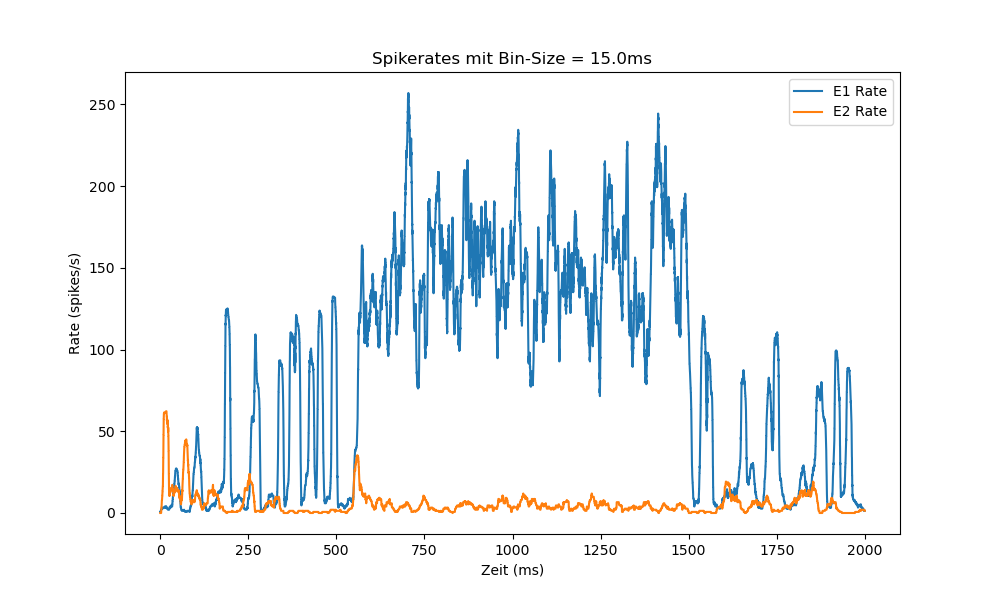 Spikerates mit Bin-Size = 15.0ms
E1 Rate
E2 Rate
Rate (spikes/s)
250
200
150
100
50
0
0 250 500 750 1000 1250 1500 1750 2000
Zeit (ms)